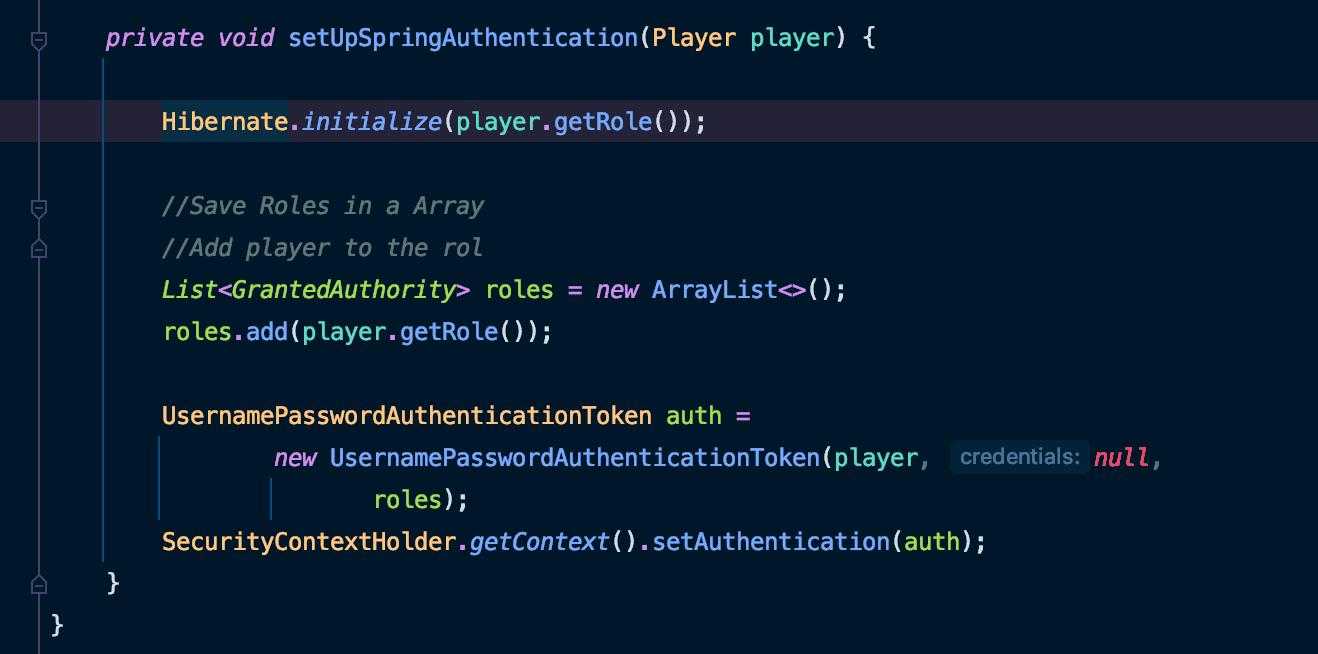 private void setUpSpringAuthentication(Player player) {
Hibernate.initialize(player.getRole());
//Save Roles in a Array
//Add player to the rol
List<GrantedAuthority> roles = new ArrayList<>();
roles.add(player.getRole());
UsernamePasswordAuthenticationToken auth =
new UsernamePasswordAuthenticationToken(player, credentials: null,
roles);
SecurityContextHolder.getContext().setAuthentication(auth);
}
}